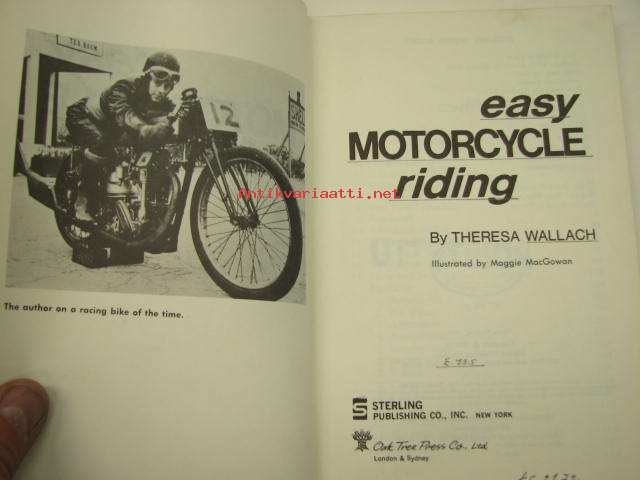 TEA ROOM
12
The author on a racing bike of the time.
easy
MOTORCYCLE
riding
By THERESA WALLACH
Illustrated by Maggie MacGowan
Antikvariaatti.net
S STERLING
PUBLISHING CO., INC. NEW YORK
Oak Tree Press Co., Ltd.
London & Sydney